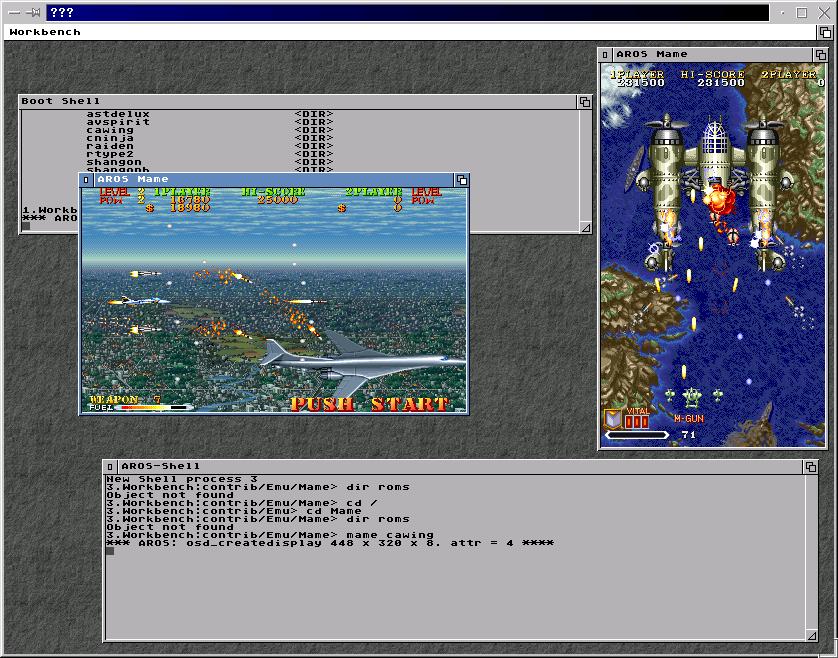 ???
Workbench
AROS Mame
1PLAYER HI-SCORE 2PLAYER
231500 231500 0
VITAL
M-GUN
71
Boot Shell
astdelux <DIR>
avspirit <DIR>
cawing <DIR>
cninja <DIR>
raiden <DIR>
rtype2 <DIR>
shangon <DIR>
shangonb <DIR>
1.Workb
*** ARO
AROS Mame
LEVEL 2 1PLAYER HI-SCORE 2PLAYER LEVEL
POW 2 16780 25000 0 POW
$ 18980 $ 0
WEAPON 7
FUEL
PUSH START
AROS-Shell
New Shell process 3
3.Workbench:contrib/Emu/Mame> dir roms
Object not found
3.Workbench:contrib/Emu/Mame> cd /
3.Workbench:contrib/Emu> cd Mame
3.Workbench:contrib/Emu/Mame> dir roms
Object not found
3.Workbench:contrib/Emu/Mame> mame cawing
*** AROS: osd_createdisplay 448 x 320 x 8. attr = 4 ****